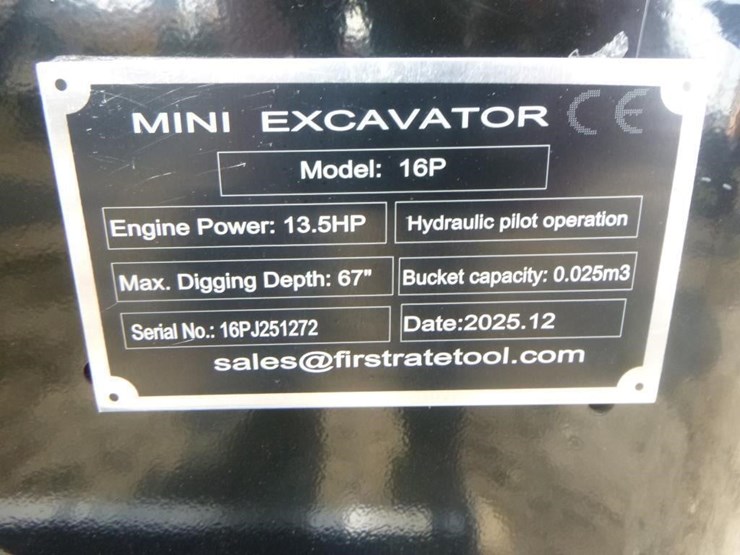 MINI EXCAVATOR CE
Model: 16P
Engine Power: 13.5HP Hydraulic pilot operation
Max. Digging Depth: 67" Bucket capacity: 0.025m3
Serial No.: 16PJ251272 Date:2025.12
sales@firstratetool.com